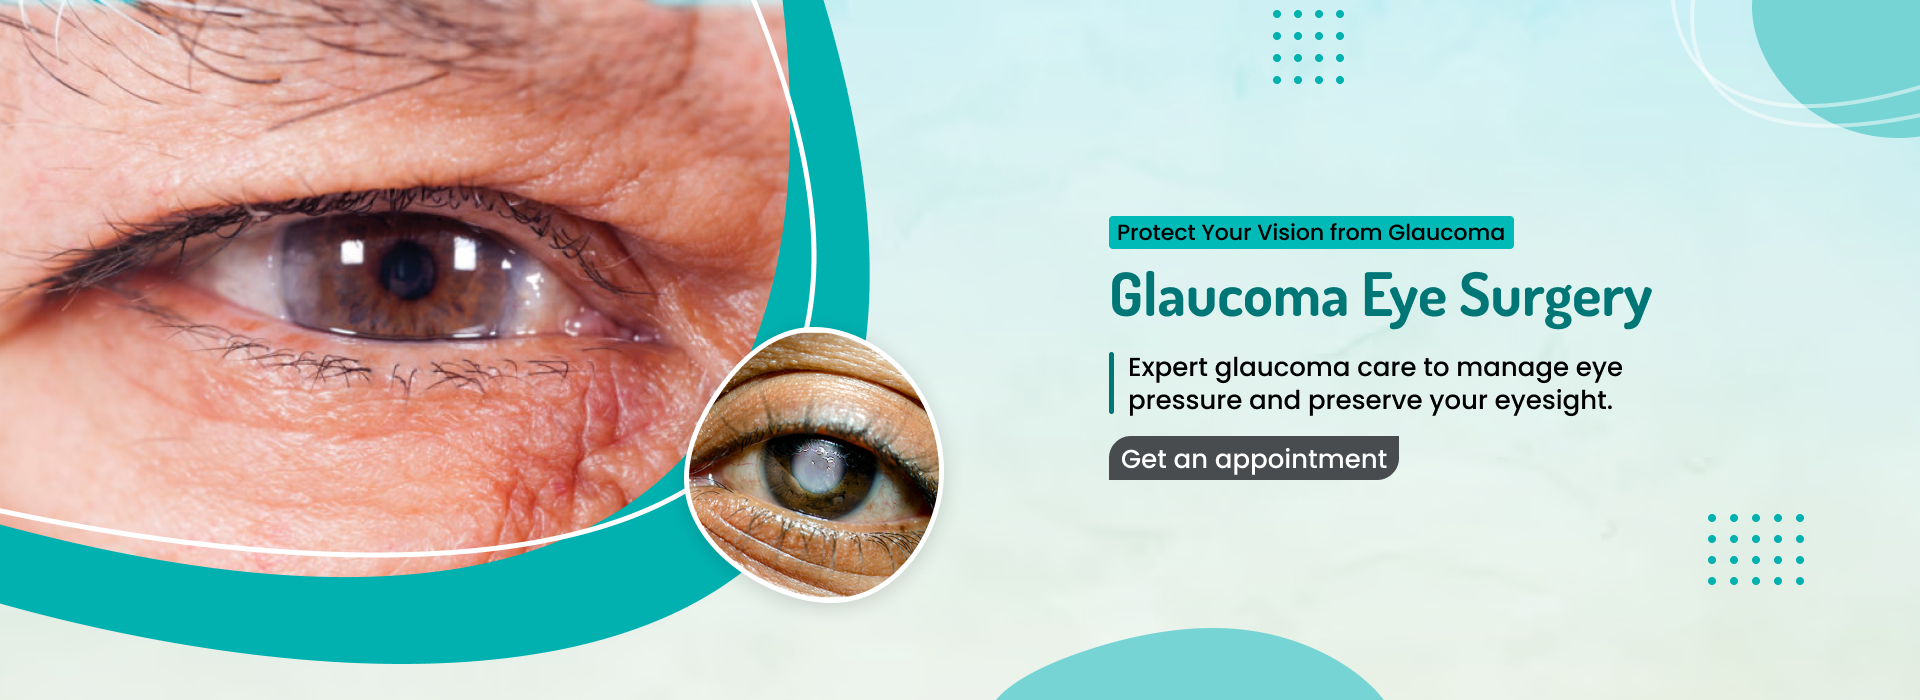 Protect Your Vision from Glaucoma
Glaucoma Eye Surgery
Expert glaucoma care to manage eye
pressure and preserve your eyesight.
Get an appointment